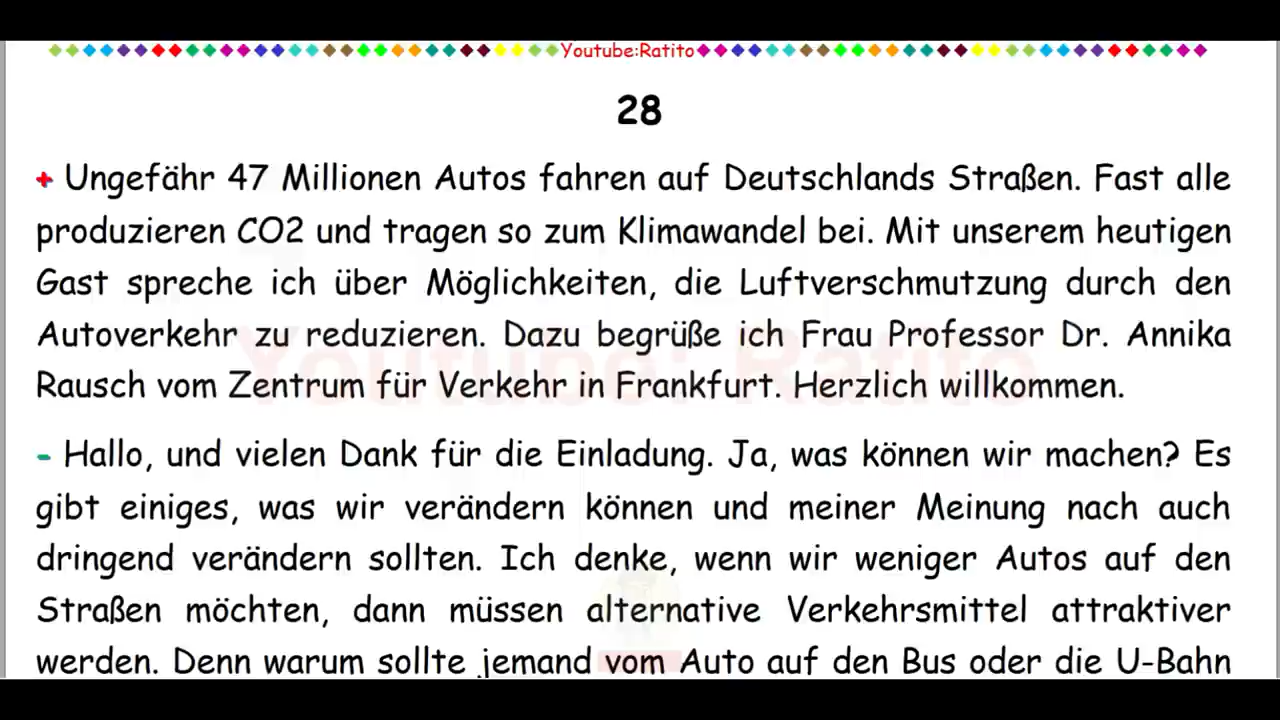 Youtube:Ratito
28
+ Ungefähr 47 Millionen Autos fahren auf Deutschlands Straßen. Fast alle
produzieren CO2 und tragen so zum Klimawandel bei. Mit unserem heutigen
Gast spreche ich über Möglichkeiten, die Luftverschmutzung durch den
Autoverkehr zu reduzieren. Dazu begrüße ich Frau Professor Dr. Annika
Rausch vom Zentrum für Verkehr in Frankfurt. Herzlich willkommen.
- Hallo, und vielen Dank für die Einladung. Ja, was können wir machen? Es
gibt einiges, was wir verändern können und meiner Meinung nach auch
dringend verändern sollten. Ich denke, wenn wir weniger Autos auf den
Straßen möchten, dann müssen alternative Verkehrsmittel attraktiver
werden. Denn warum sollte jemand vom Auto auf den Bus oder die U-Bahn
Youtube: Ratito